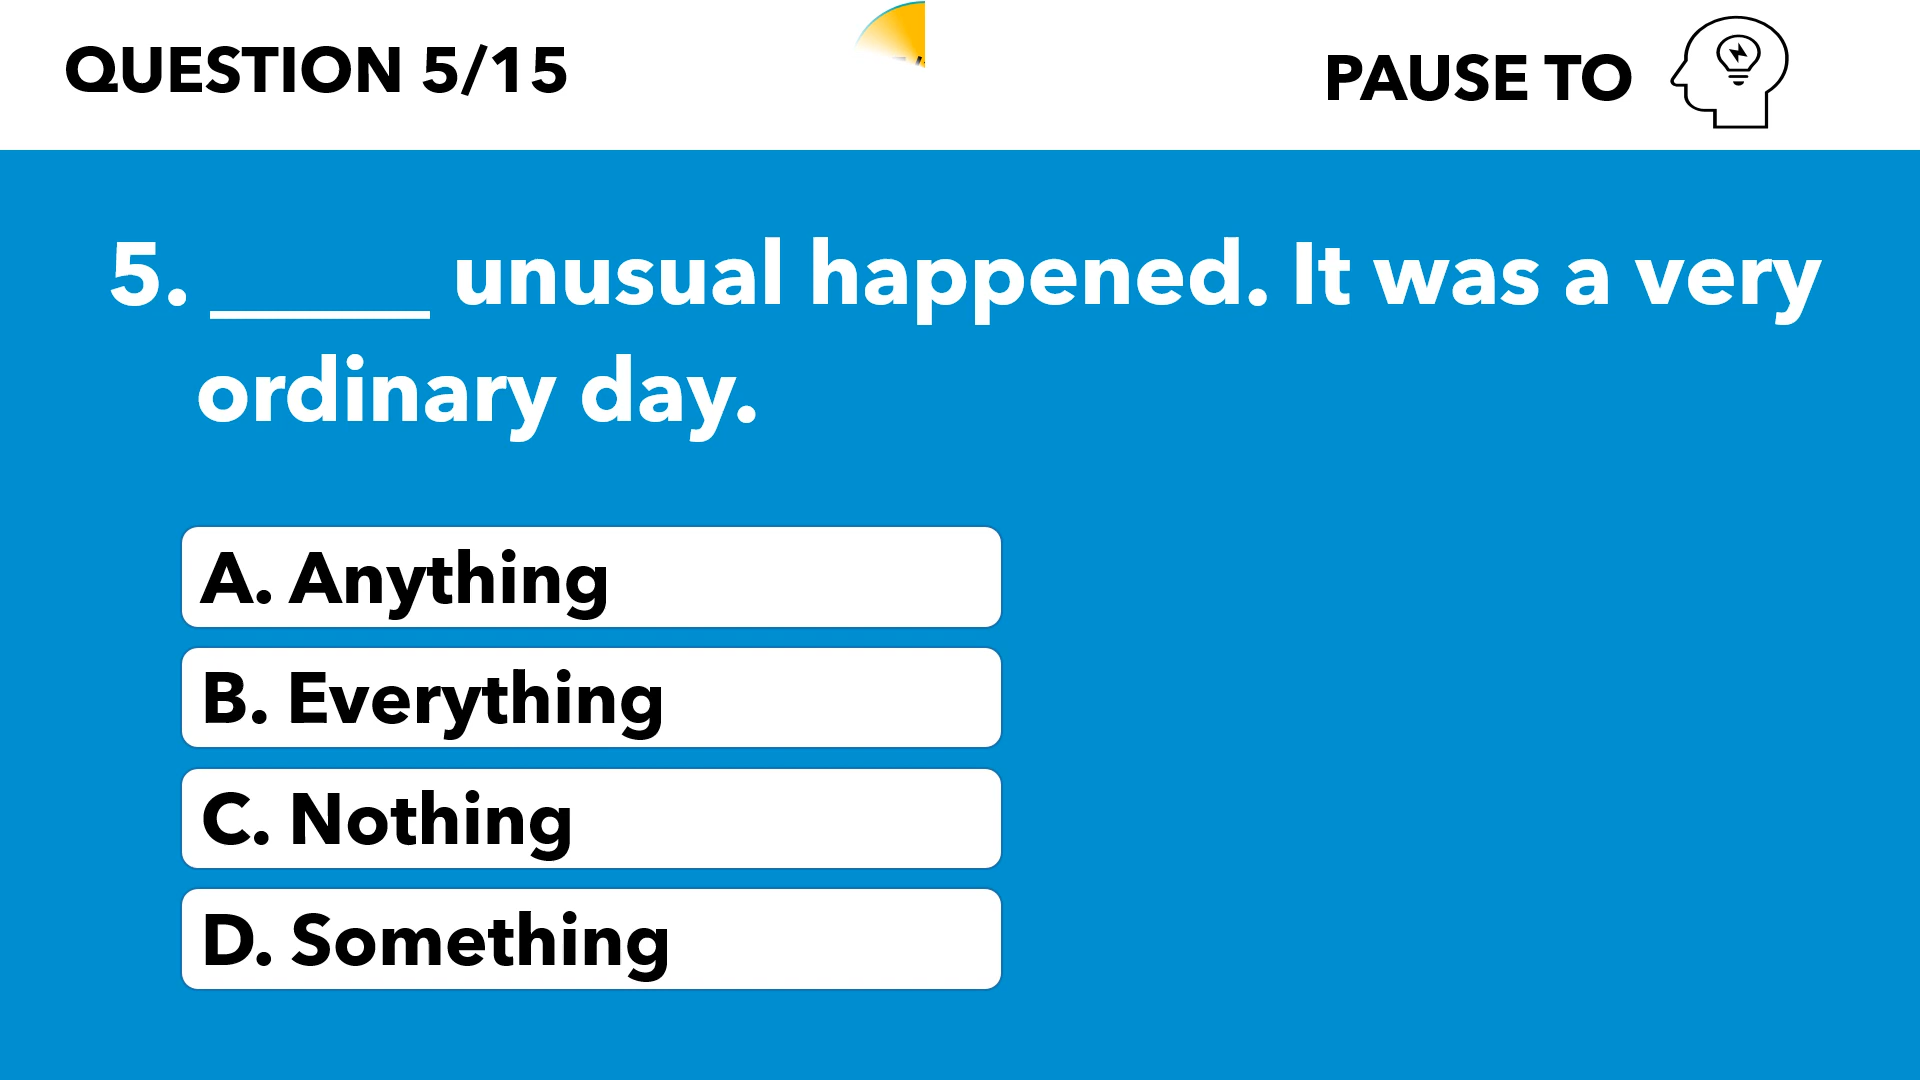 QUESTION 5/15
PAUSE TO
5. _____ unusual happened. It was a very
ordinary day.
A. Anything
B. Everything
C. Nothing
D. Something